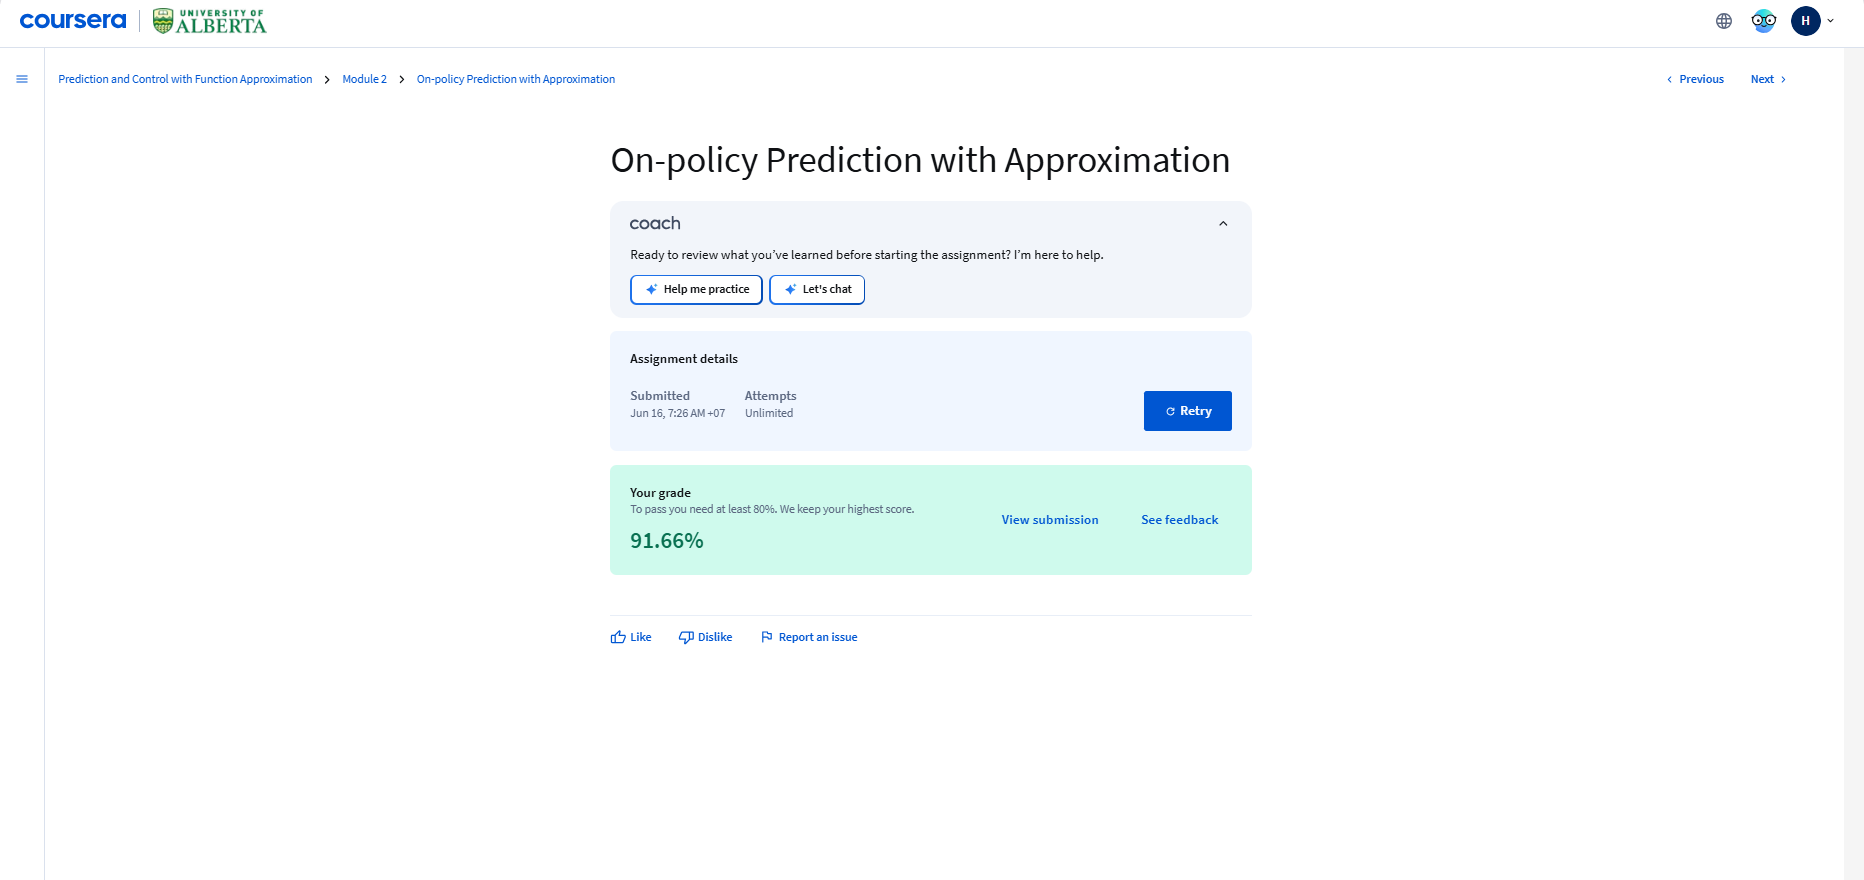 coursera
UNIVERSITY OF
ALBERTA
H
Prediction and Control with Function Approximation
Module 2
On-policy Prediction with Approximation
Previous
Next
On-policy Prediction with Approximation
coach
Ready to review what you’ve learned before starting the assignment? I’m here to help.
Help me practice
Let's chat
Assignment details
Submitted
Jun 16, 7:26 AM +07
Attempts
Unlimited
Retry
Your grade
To pass you need at least 80%. We keep your highest score.
91.66%
View submission
See feedback
Like
Dislike
Report an issue